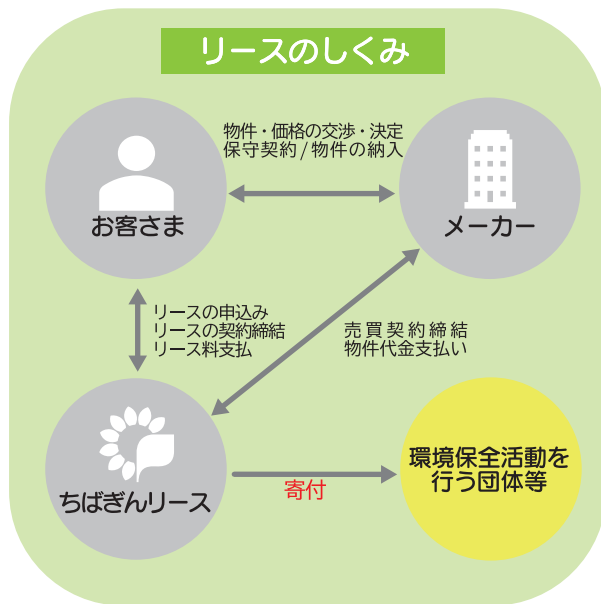 リースのしくみ
物件・価格の交渉・決定
保守契約/物件の納入
お客さま
メーカー
リースの申込み
リースの契約締結
リース料支払
売買契約締結
物件代金支払い
ちばぎんリース
寄付
環境保全活動を
行う団体等